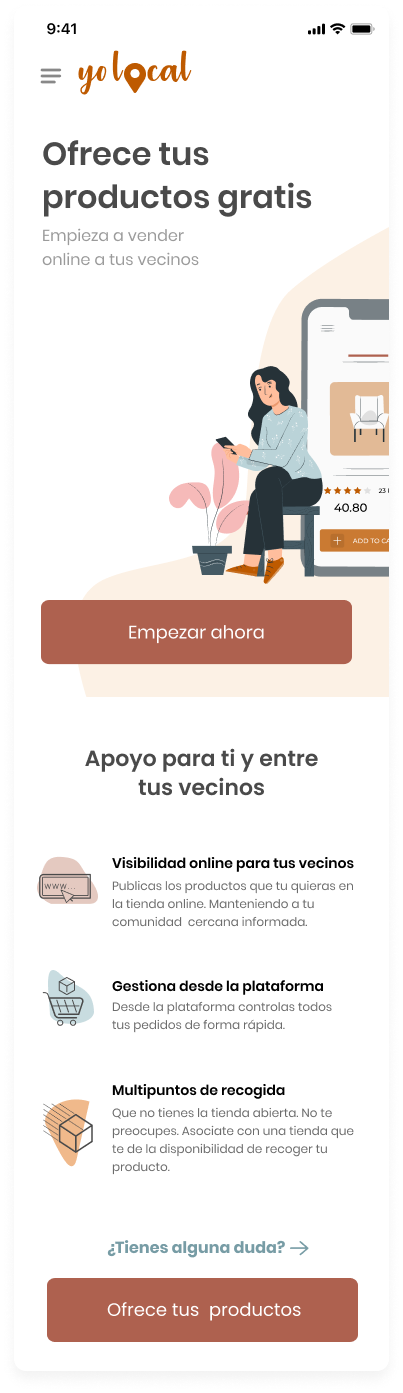 9:41
yo local
Ofrece tus
productos gratis
Empieza a vender
online a tus vecinos
23
40.80
ADD TO CA
Empezar ahora
Apoyo para ti y entre
tus vecinos
www...
Visibilidad online para tus vecinos
Publicas los productos que tu quieras en
la tienda online. Manteniendo a tu
comunidad  cercana informada.
Gestiona desde la plataforma
Desde la plataforma controlas todos
tus pedidos de forma rápida.
Multipuntos de recogida
Que no tienes la tienda abierta. No te
preocupes. Asociate con una tienda que
te de la disponibilidad de recoger tu
producto.
¿Tienes alguna duda?
Ofrece tus  productos